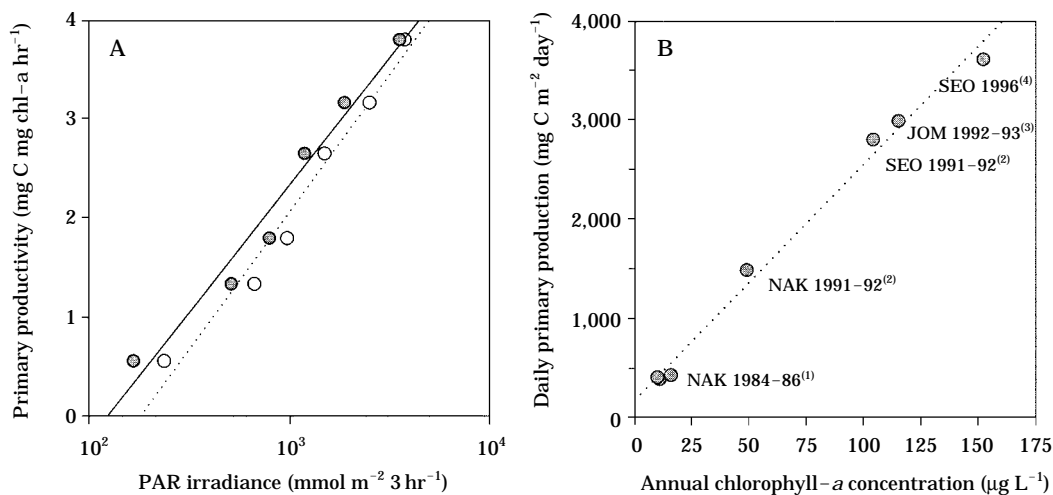 A
Primary productivity (mg C mg chl–a hr⁻¹)
4
3
2
1
0
10²
10³
10⁴
PAR irradiance (mmol m⁻² 3 hr⁻¹)
B
Daily primary production (mg C m⁻² day⁻¹)
4,000
3,000
2,000
1,000
0
SEO 1996⁽⁴⁾
JOM 1992–93⁽³⁾
SEO 1991–92⁽²⁾
NAK 1991–92⁽²⁾
NAK 1984–86⁽¹⁾
0 25 50 75 100 125 150 175
Annual chlorophyll–a concentration (µg L⁻¹)